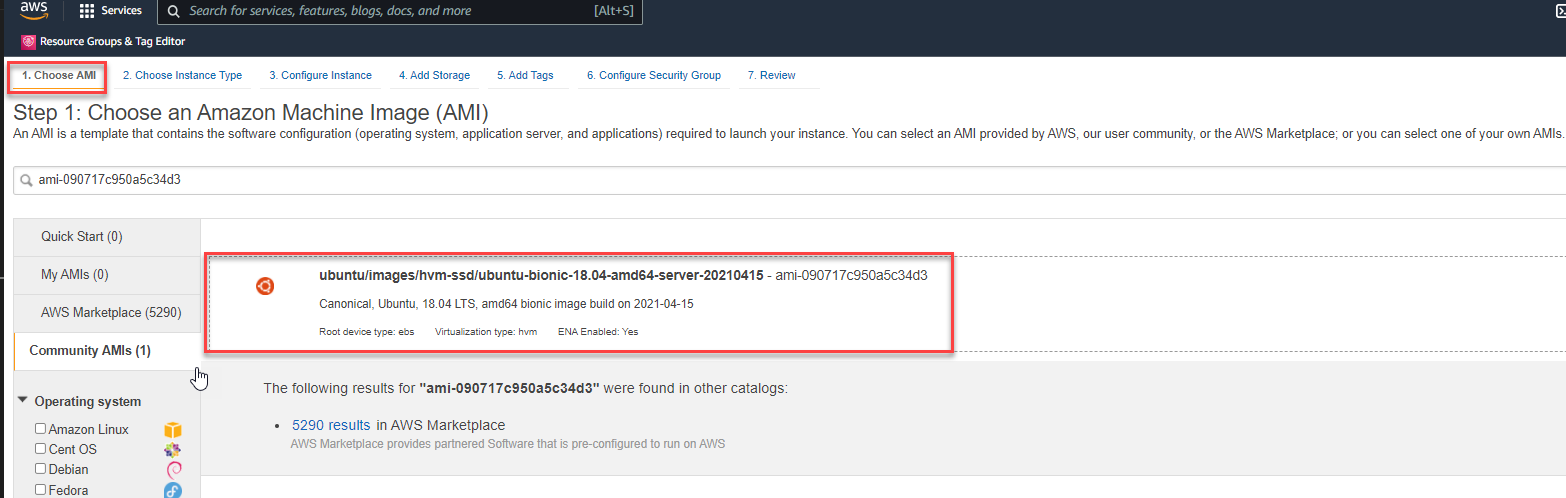 aws
Services
Search for services, features, blogs, docs, and more
[Alt+S]
Resource Groups & Tag Editor
1. Choose AMI
2. Choose Instance Type
3. Configure Instance
4. Add Storage
5. Add Tags
6. Configure Security Group
7. Review
Step 1: Choose an Amazon Machine Image (AMI)
An AMI is a template that contains the software configuration (operating system, application server, and applications) required to launch your instance. You can select an AMI provided by AWS, our user community, or the AWS Marketplace; or you can select one of your own AMIs.
ami-090717c950a5c34d3
Quick Start (0)
My AMIs (0)
AWS Marketplace (5290)
Community AMIs (1)
Operating system
Amazon Linux
Cent OS
Debian
Fedora
ubuntu/images/hvm-ssd/ubuntu-bionic-18.04-amd64-server-20210415 - ami-090717c950a5c34d3
Canonical, Ubuntu, 18.04 LTS, amd64 bionic image build on 2021-04-15
Root device type: ebs Virtualization type: hvm ENA Enabled: Yes
The following results for "ami-090717c950a5c34d3" were found in other catalogs:
• 5290 results in AWS Marketplace
AWS Marketplace provides partnered Software that is pre-configured to run on AWS